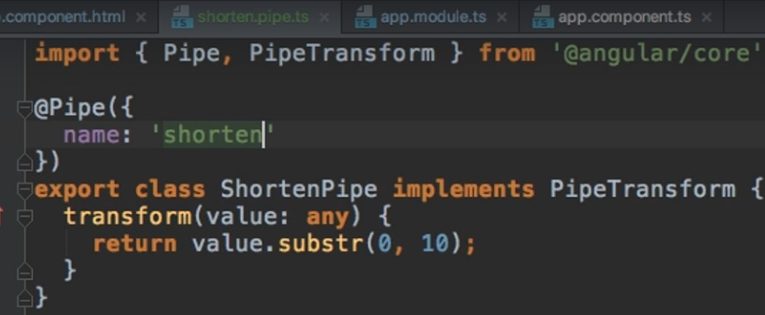 .component.html shorten.pipe.ts app.module.ts app.component.ts
import { Pipe, PipeTransform } from '@angular/core'
@Pipe({
  name: 'shorten'
})
export class ShortenPipe implements PipeTransform {
  transform(value: any) {
    return value.substr(0, 10);
  }
}